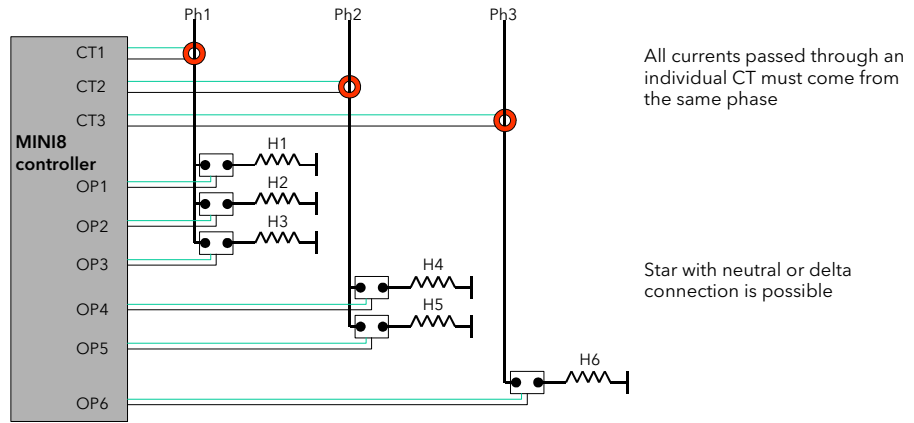 Ph1
Ph2
Ph3
CT1
CT2
CT3
MINI8
controller
OP1
OP2
OP3
OP4
OP5
OP6
H1
H2
H3
H4
H5
H6
All currents passed through an
individual CT must come from
the same phase
Star with neutral or delta
connection is possible